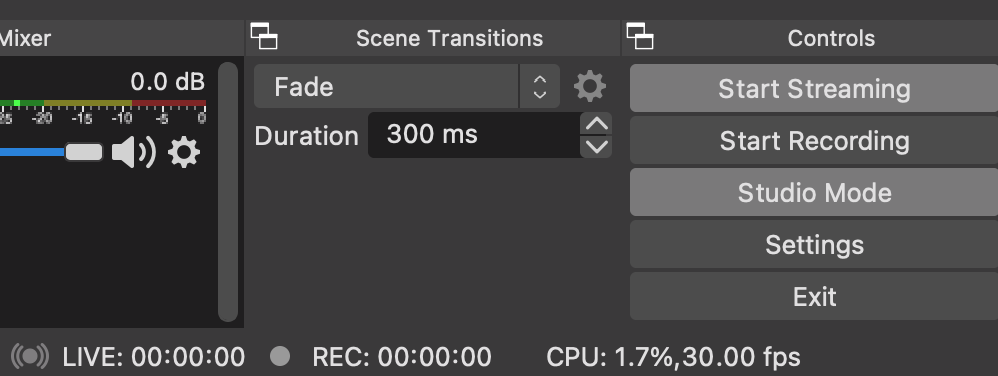 Mixer
Scene Transitions
Controls
0.0 dB
-20 -15 -10 -5 0
Fade
Duration 300 ms
Start Streaming
Start Recording
Studio Mode
Settings
Exit
LIVE: 00:00:00 REC: 00:00:00 CPU: 1.7%,30.00 fps